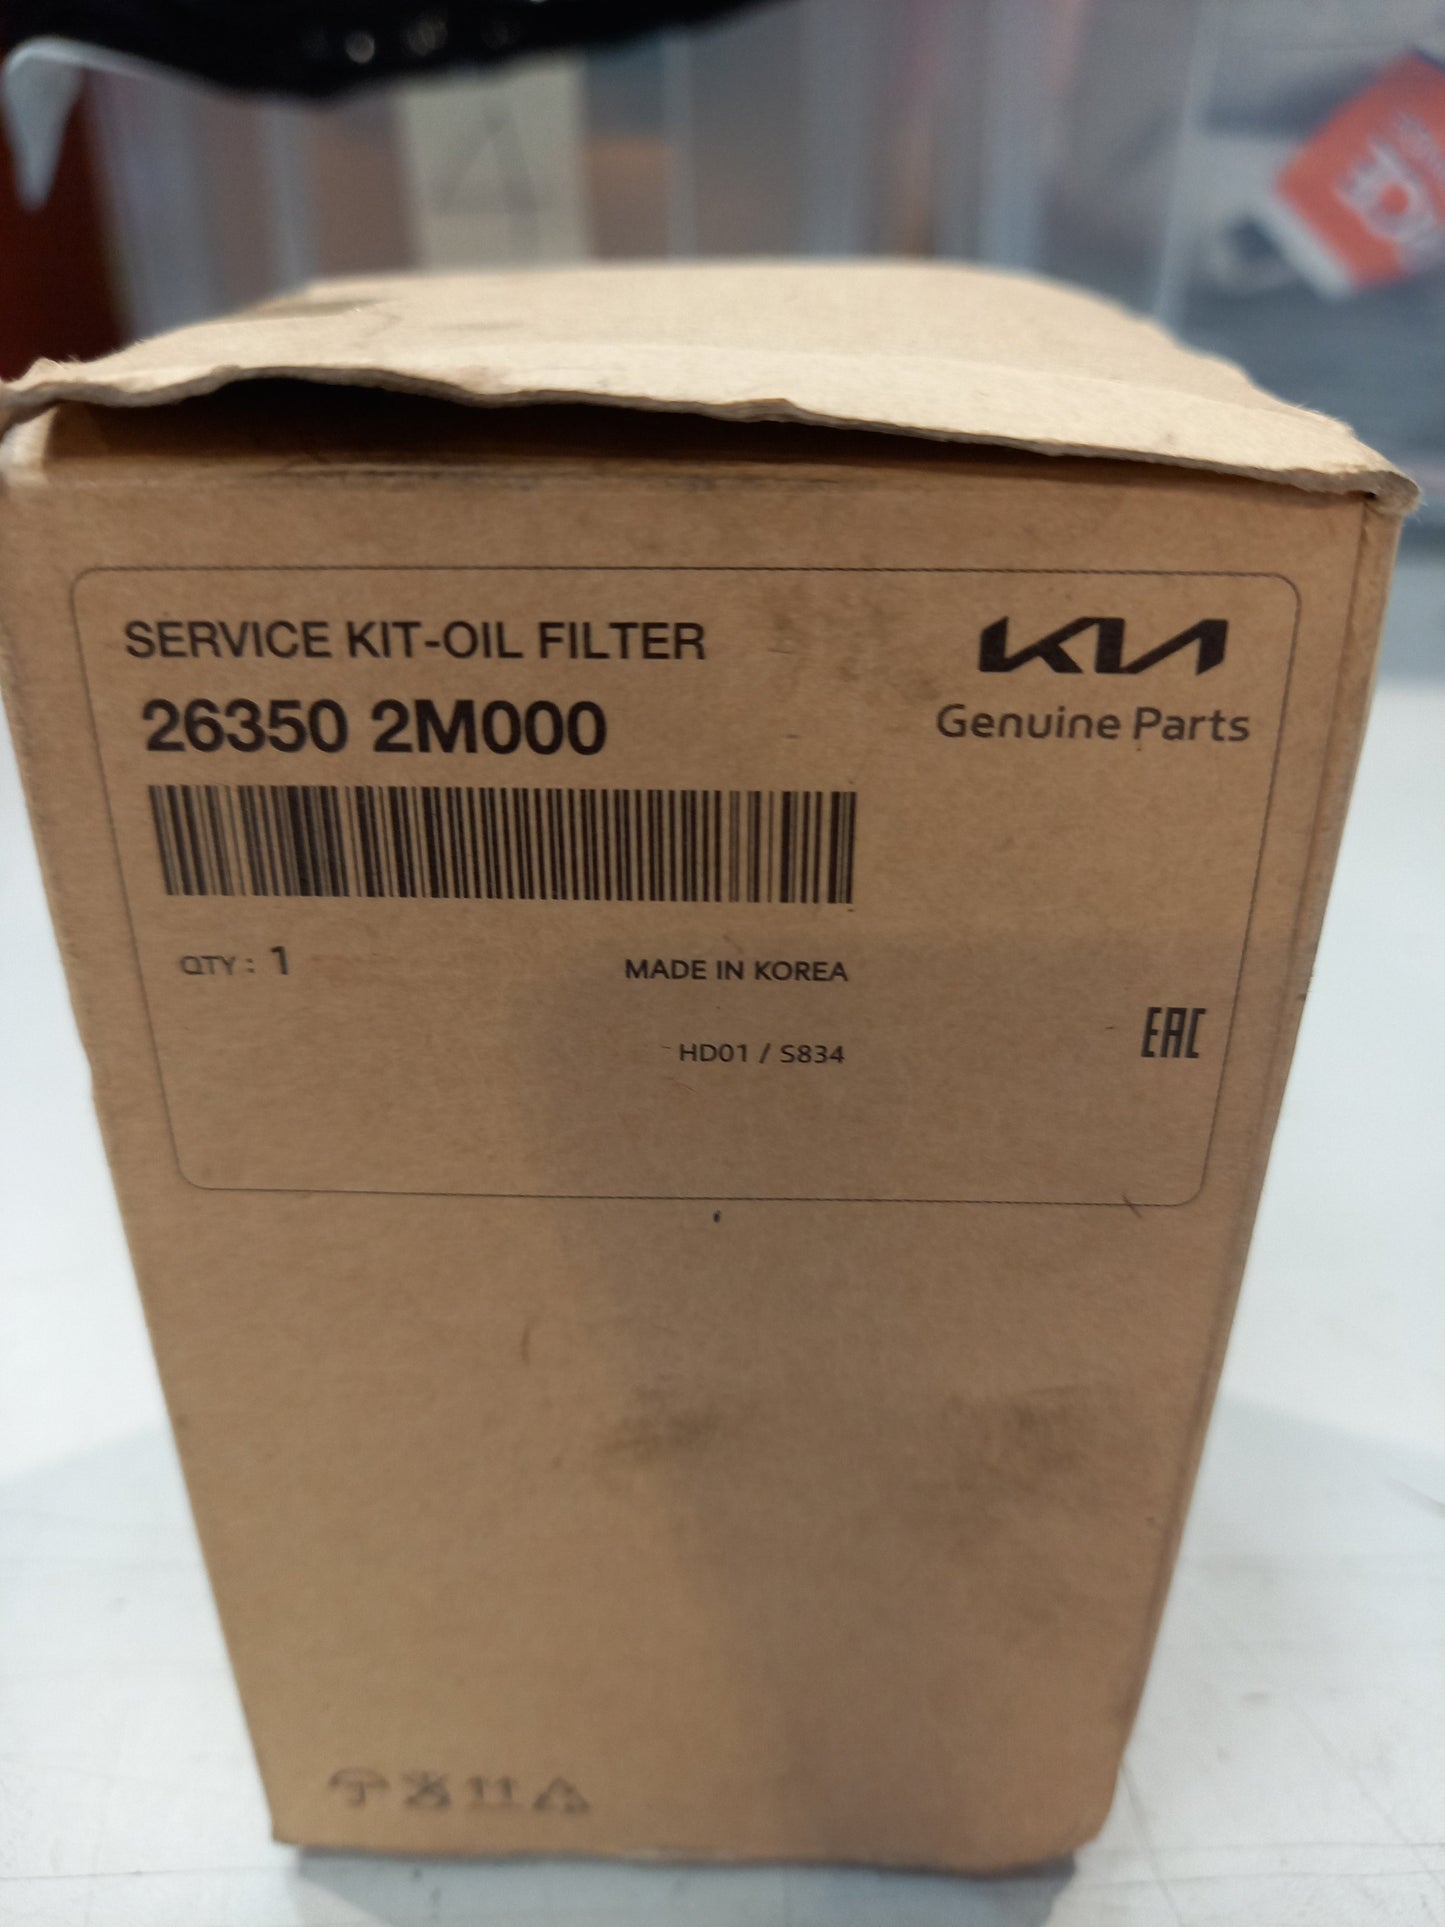 SERVICE KIT-OIL FILTER
KIA
26350 2M000
Genuine Parts
QTY : 1
MADE IN KOREA
HD01 / S834
EAC